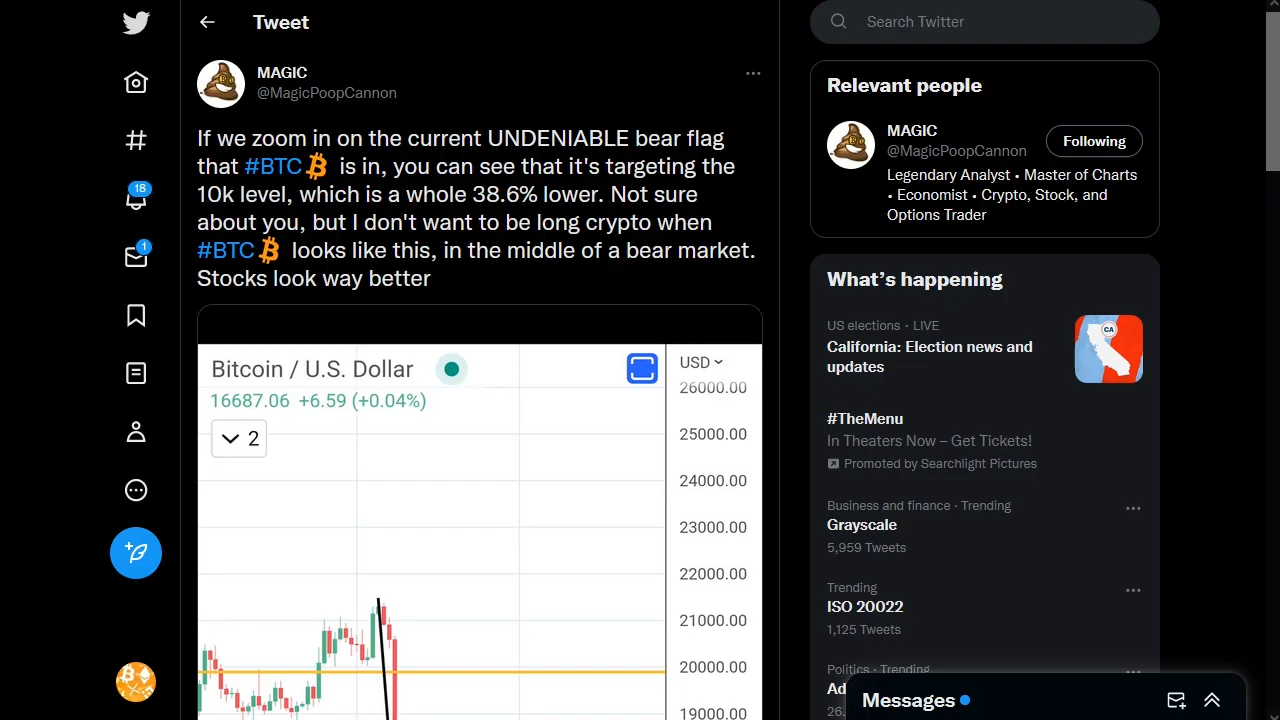 Tweet
Search Twitter
MAGIC
@MagicPoopCannon
If we zoom in on the current UNDENIABLE bear flag
that #BTC is in, you can see that it's targeting the
10k level, which is a whole 38.6% lower. Not sure
about you, but I don't want to be long crypto when
#BTC looks like this, in the middle of a bear market.
Stocks look way better
Bitcoin / U.S. Dollar
16687.06 +6.59 (+0.04%)
2
USD
26000.00
25000.00
24000.00
23000.00
22000.00
21000.00
20000.00
19000.00
18
1
Relevant people
MAGIC
@MagicPoopCannon
Following
Legendary Analyst • Master of Charts
• Economist • Crypto, Stock, and
Options Trader
What's happening
US elections · LIVE
California: Election news and
updates
CA
#TheMenu
In Theaters Now – Get Tickets!
Promoted by Searchlight Pictures
Business and finance · Trending
Grayscale
5,959 Tweets
Trending
ISO 20022
1,125 Tweets
Politics · Trending
Ad
26,
Messages